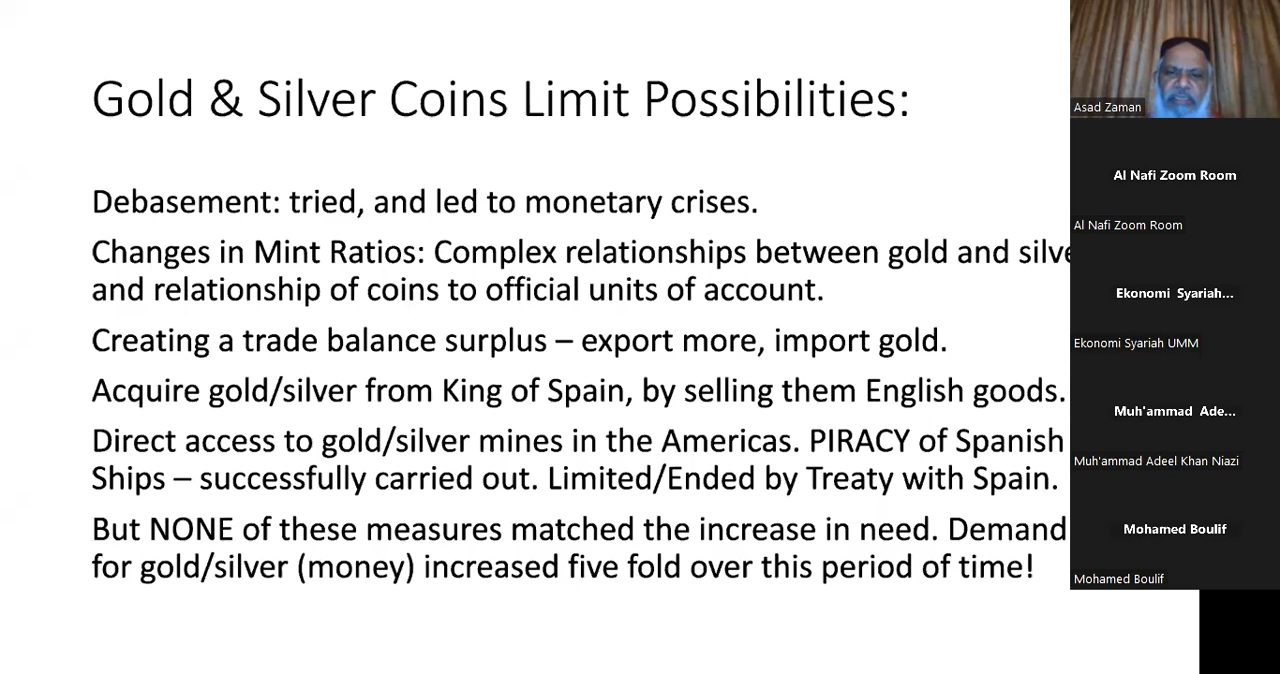 Gold & Silver Coins Limit Possibilities:
Debasement: tried, and led to monetary crises.
Changes in Mint Ratios: Complex relationships between gold and silve
and relationship of coins to official units of account.
Creating a trade balance surplus – export more, import gold.
Acquire gold/silver from King of Spain, by selling them English goods.
Direct access to gold/silver mines in the Americas. PIRACY of Spanish
Ships – successfully carried out. Limited/Ended by Treaty with Spain.
But NONE of these measures matched the increase in need. Demand
for gold/silver (money) increased five fold over this period of time!
Asad Zaman
Al Nafi Zoom Room
Al Nafi Zoom Room
Ekonomi Syariah...
Ekonomi Syariah UMM
Muh'ammad Ade...
Muh'ammad Adeel Khan Niazi
Mohamed Boulif
Mohamed Boulif